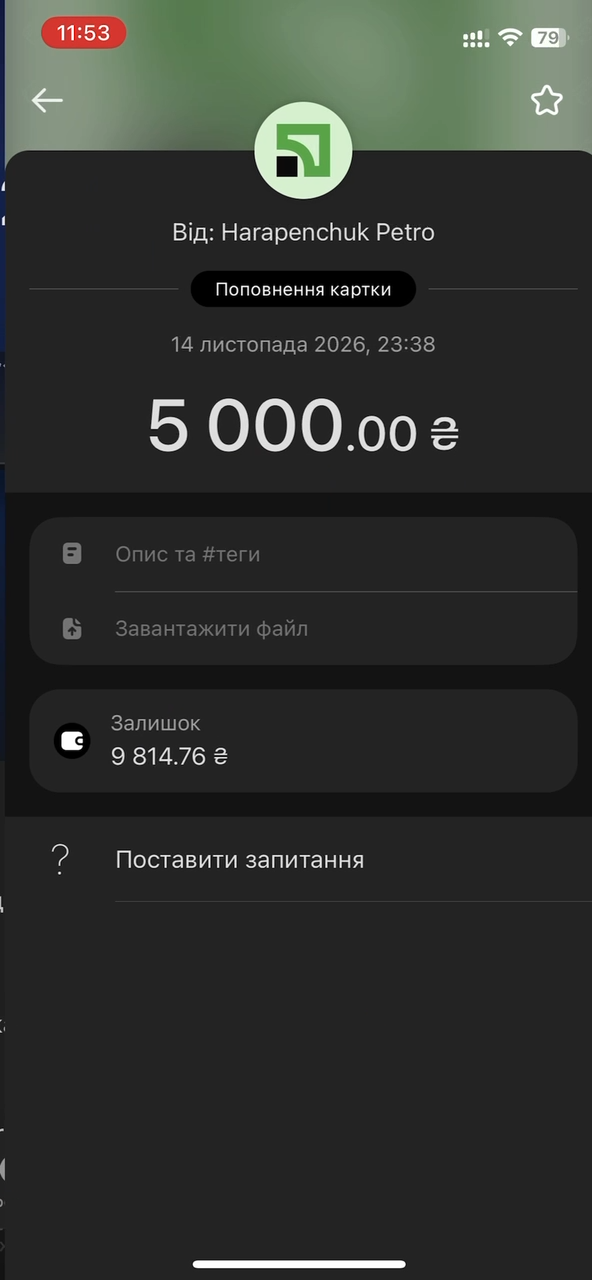 11:53
79
Від: Harapenchuk Petro
Поповнення картки
14 листопада 2026, 23:38
5 000.00 ₴
Опис та #теги
Завантажити файл
Залишок
9 814.76 ₴
Поставити запитання